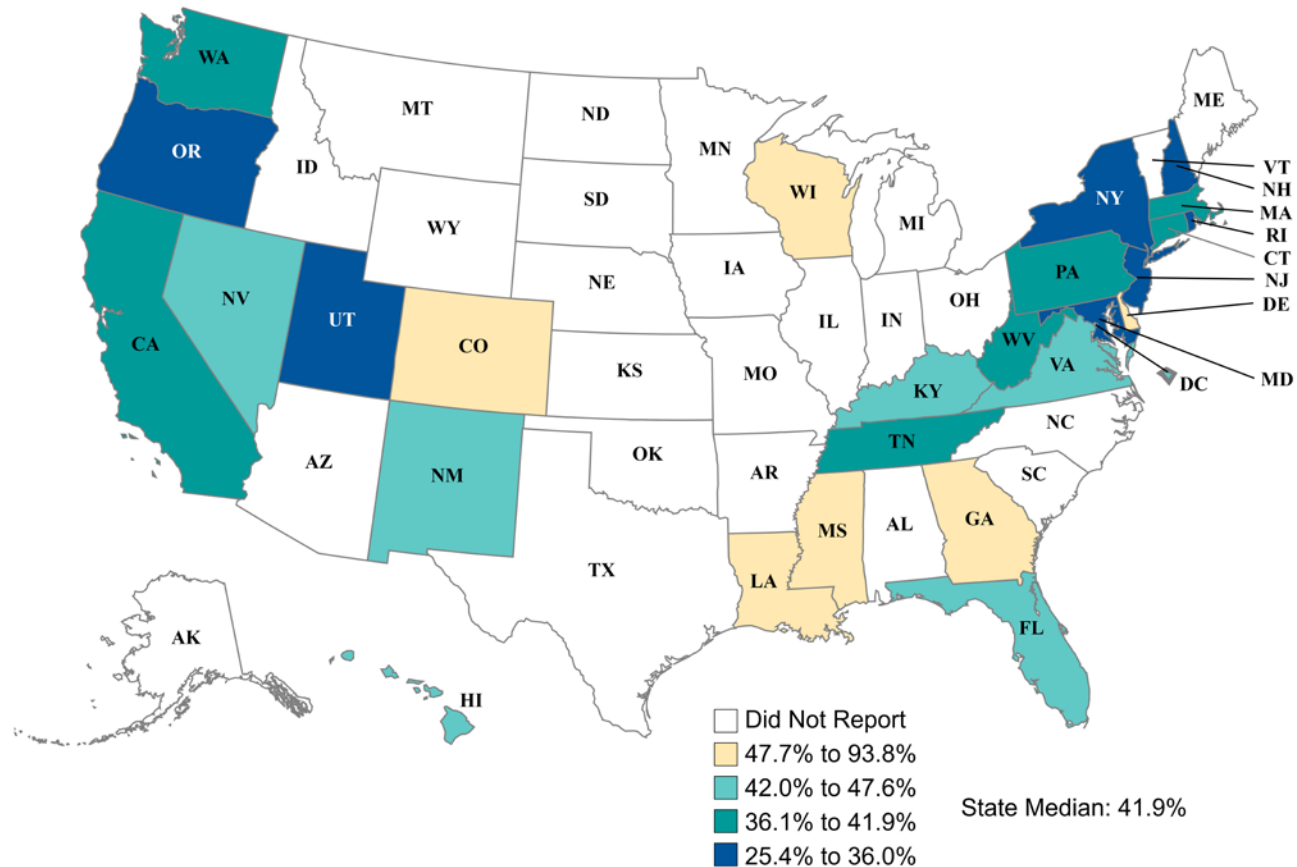 WA
MT
ND
MN
ME
OR
ID
SD
WI
VT
NH
NY
MA
WY
MI
RI
CT
IA
NE
PA
NJ
NV
OH
DE
UT
IL
IN
CO
WV
CA
KS
MO
VA
KY
DC
MD
NC
TN
OK
AZ
NM
AR
SC
GA
MS
AL
TX
LA
FL
AK
HI
Did Not Report
47.7% to 93.8%
42.0% to 47.6%
State Median: 41.9%
36.1% to 41.9%
25.4% to 36.0%